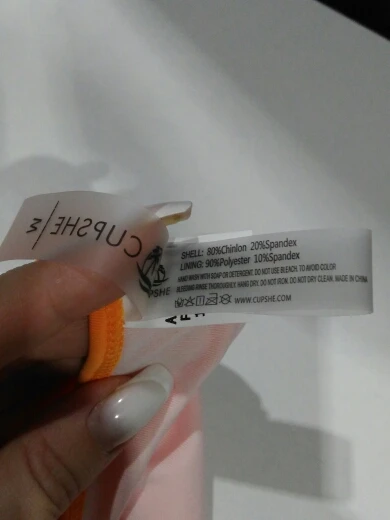 CUPSHE | M
SHELL: 80%Chinlon 20%Spandex
LINING: 90%Polyester 10%Spandex
HAND WASH WITH SOAP OR DETERGENT. DO NOT USE BLEACH. TO AVOID COLOR
BLEEDING RINSE THOROUGHLY. HANG DRY. DO NOT IRON. DO NOT DRY CLEAN. MADE IN CHINA
WWW.CUPSHE.COM
PSHE
A